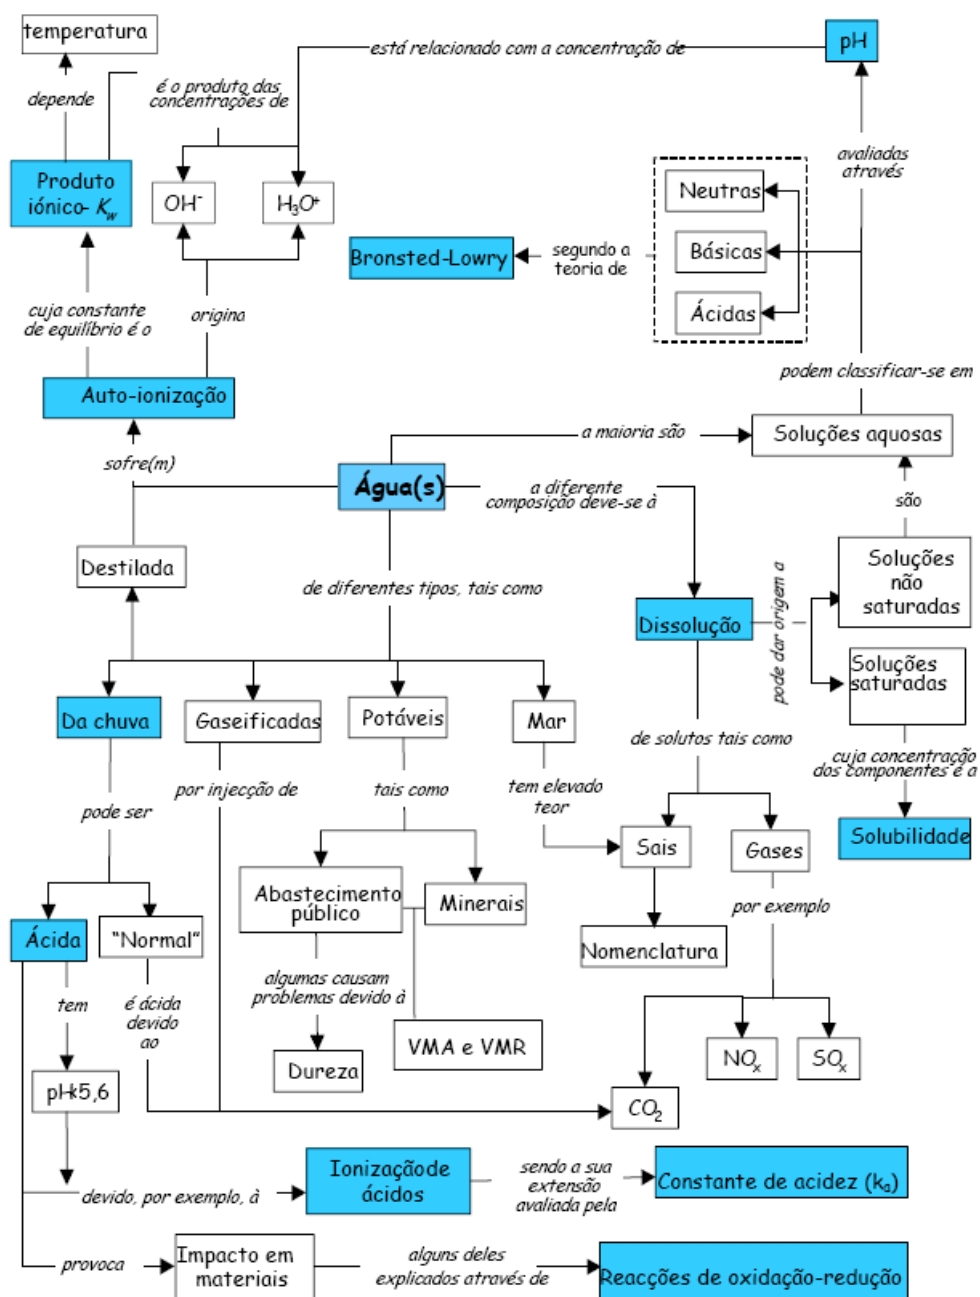 temperatura
está relacionado com a concentração de
pH
depende
é o produto das
concentrações de
avaliadas
através
Produto
iónico- Kw
OH⁻
H₃O⁺
Neutras
Bronsted-Lowry
segundo a
teoria de
Básicas
Ácidas
cuja constante
de equilíbrio é o
origina
Auto-ionização
podem classificar-se em
a maioria são
Soluções aquosas
sofre(m)
Água(s)
a diferente
composição deve-se à
são
Destilada
de diferentes tipos, tais como
Dissolução
pode dar origem a
Soluções
não
saturadas
Soluções
saturadas
Da chuva
Gaseificadas
Potáveis
Mar
de solutos tais como
cuja concentração
dos componentes é a
pode ser
por injecção de
tais como
tem elevado
teor
Sais
Gases
Solubilidade
Abastecimento
público
Minerais
por exemplo
Ácida
"Normal"
Nomenclatura
tem
é ácida
devido
ao
algumas causam
problemas devido à
VMA e VMR
Dureza
NOₓ
SOₓ
pH<5,6
CO₂
devido, por exemplo, à
Ionização de
ácidos
sendo a sua
extensão
avaliada pela
Constante de acidez (kₐ)
provoca
Impacto em
materiais
alguns deles
explicados através de
Reacções de oxidação-redução